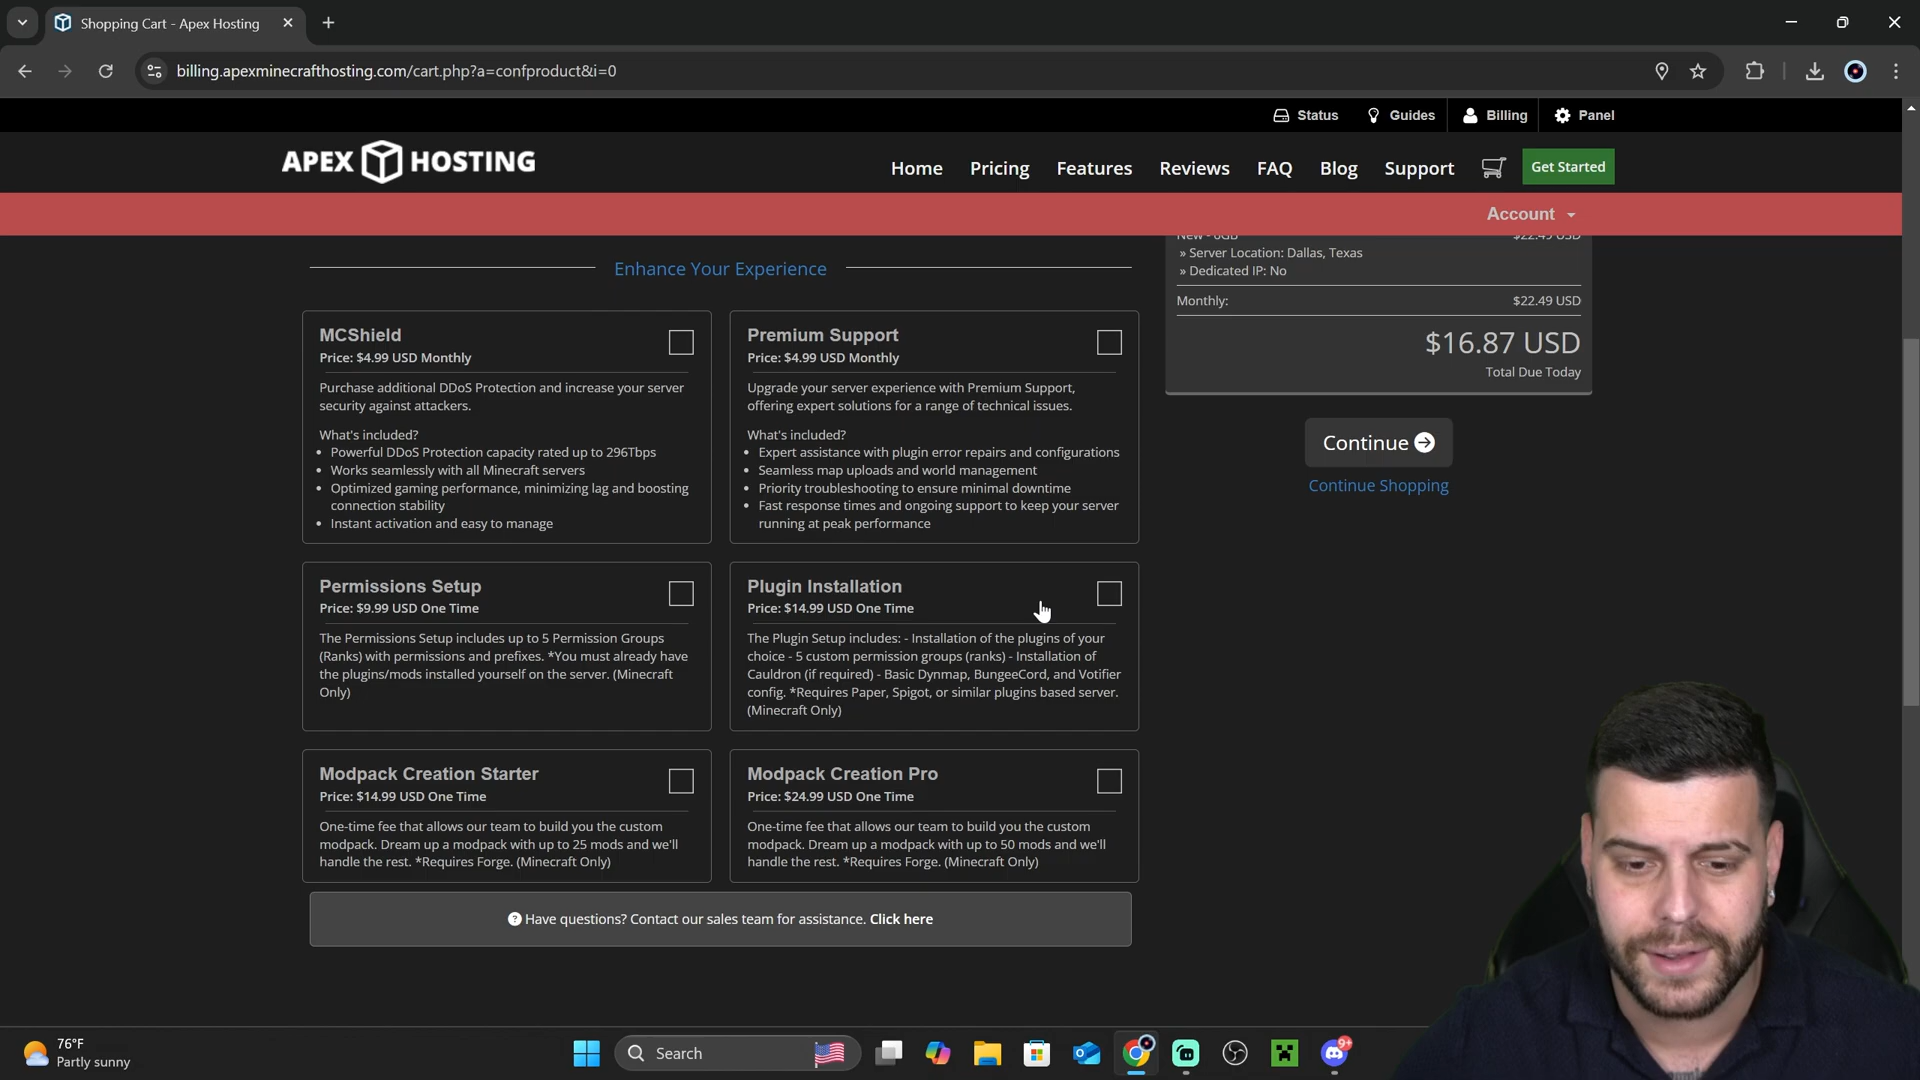 Shopping Cart - Apex Hosting
billing.apexminecrafthosting.com/cart.php?a=confproduct&i=0
Status Guides Billing Panel
APEX HOSTING
Home Pricing Features Reviews FAQ Blog Support Get Started
Account
Enhance Your Experience
MCShield
Price: $4.99 USD Monthly
Purchase additional DDoS Protection and increase your server
security against attackers.
What's included?
Powerful DDoS Protection capacity rated up to 296Tbps
Works seamlessly with all Minecraft servers
Optimized gaming performance, minimizing lag and boosting
connection stability
Instant activation and easy to manage
Premium Support
Price: $4.99 USD Monthly
Upgrade your server experience with Premium Support,
offering expert solutions for a range of technical issues.
What's included?
Expert assistance with plugin error repairs and configurations
Seamless map uploads and world management
Priority troubleshooting to ensure minimal downtime
Fast response times and ongoing support to keep your server
running at peak performance
Permissions Setup
Price: $9.99 USD One Time
The Permissions Setup includes up to 5 Permission Groups
(Ranks) with permissions and prefixes. *You must already have
the plugins/mods installed yourself on the server. (Minecraft
Only)
Plugin Installation
Price: $14.99 USD One Time
The Plugin Setup includes: - Installation of the plugins of your
choice - 5 custom permission groups (ranks) - Installation of
Cauldron (if required) - Basic Dynmap, BungeeCord, and Votifier
config. *Requires Paper, Spigot, or similar plugins based server.
(Minecraft Only)
Modpack Creation Starter
Price: $14.99 USD One Time
One-time fee that allows our team to build you the custom
modpack. Dream up a modpack with up to 25 mods and we'll
handle the rest. *Requires Forge. (Minecraft Only)
Modpack Creation Pro
Price: $24.99 USD One Time
One-time fee that allows our team to build you the custom
modpack. Dream up a modpack with up to 50 mods and we'll
handle the rest. *Requires Forge. (Minecraft Only)
Have questions? Contact our sales team for assistance. Click here
New - 6GB $22.49 USD
» Server Location: Dallas, Texas
» Dedicated IP: No
Monthly: $22.49 USD
$16.87 USD
Total Due Today
Continue
Continue Shopping
76°F
Partly sunny
Search
9+